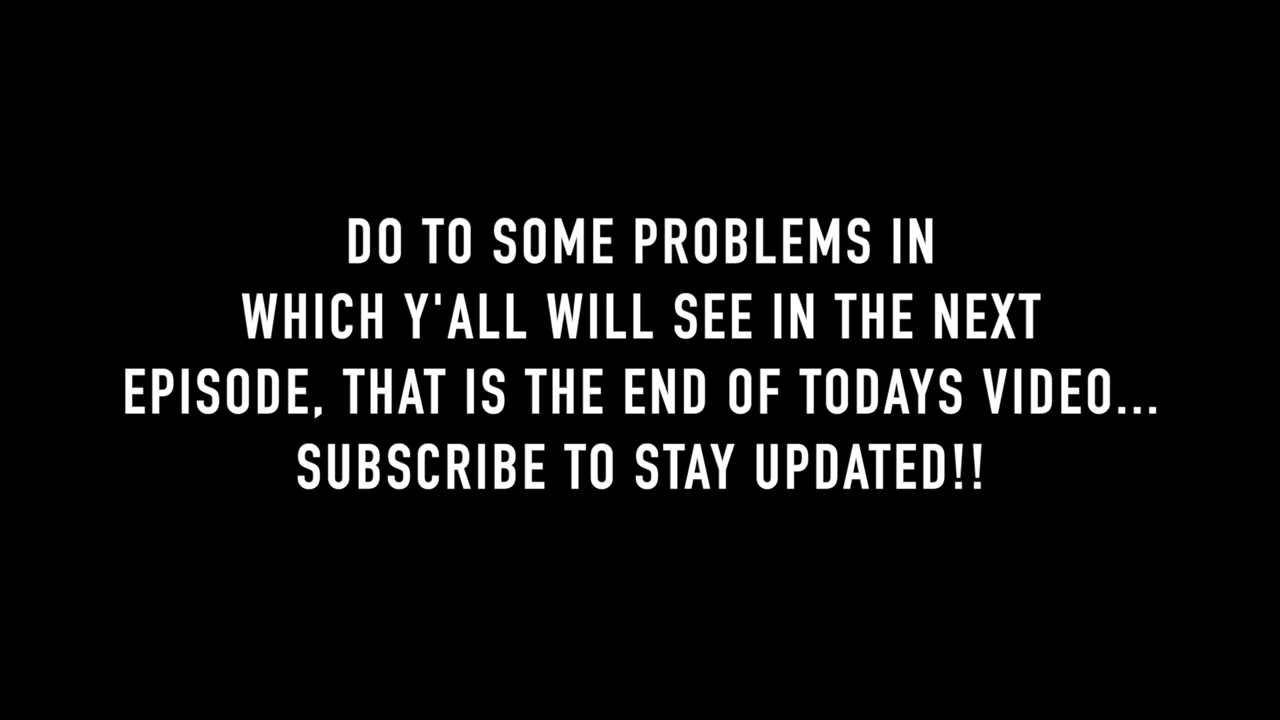 DO TO SOME PROBLEMS IN
WHICH Y'ALL WILL SEE IN THE NEXT
EPISODE, THAT IS THE END OF TODAYS VIDEO...
SUBSCRIBE TO STAY UPDATED!!